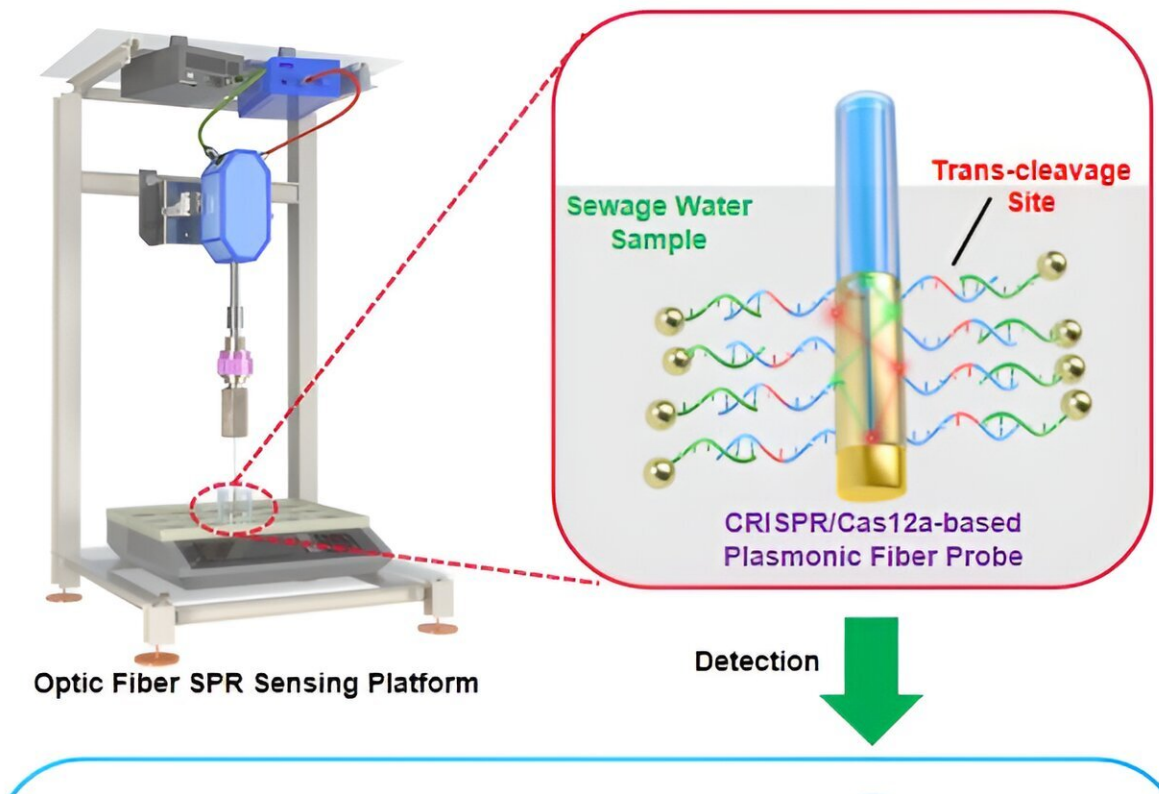 Trans-cleavage
Site
Sewage Water
Sample
CRISPR/Cas12a-based
Plasmonic Fiber Probe
Detection
Optic Fiber SPR Sensing Platform